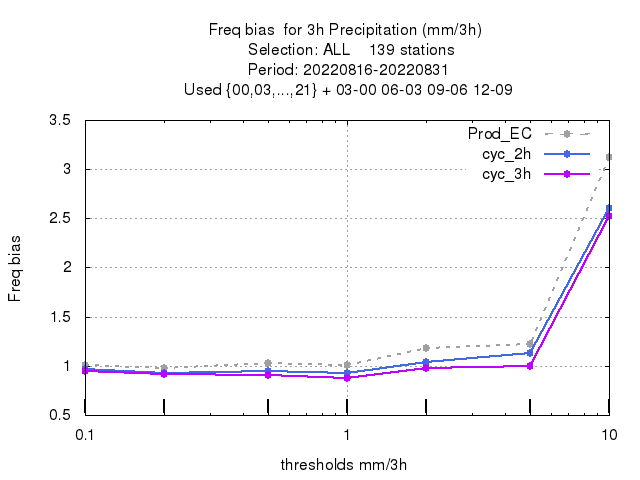 Freq bias  for 3h Precipitation (mm/3h)
Selection: ALL    139 stations
Period: 20220816-20220831
Used {00,03,...,21} + 03-00 06-03 09-06 12-09
3.5
3
2.5
2
1.5
1
0.5
Freq bias
Prod_EC
cyc_2h
cyc_3h
0.1 1 10
thresholds mm/3h